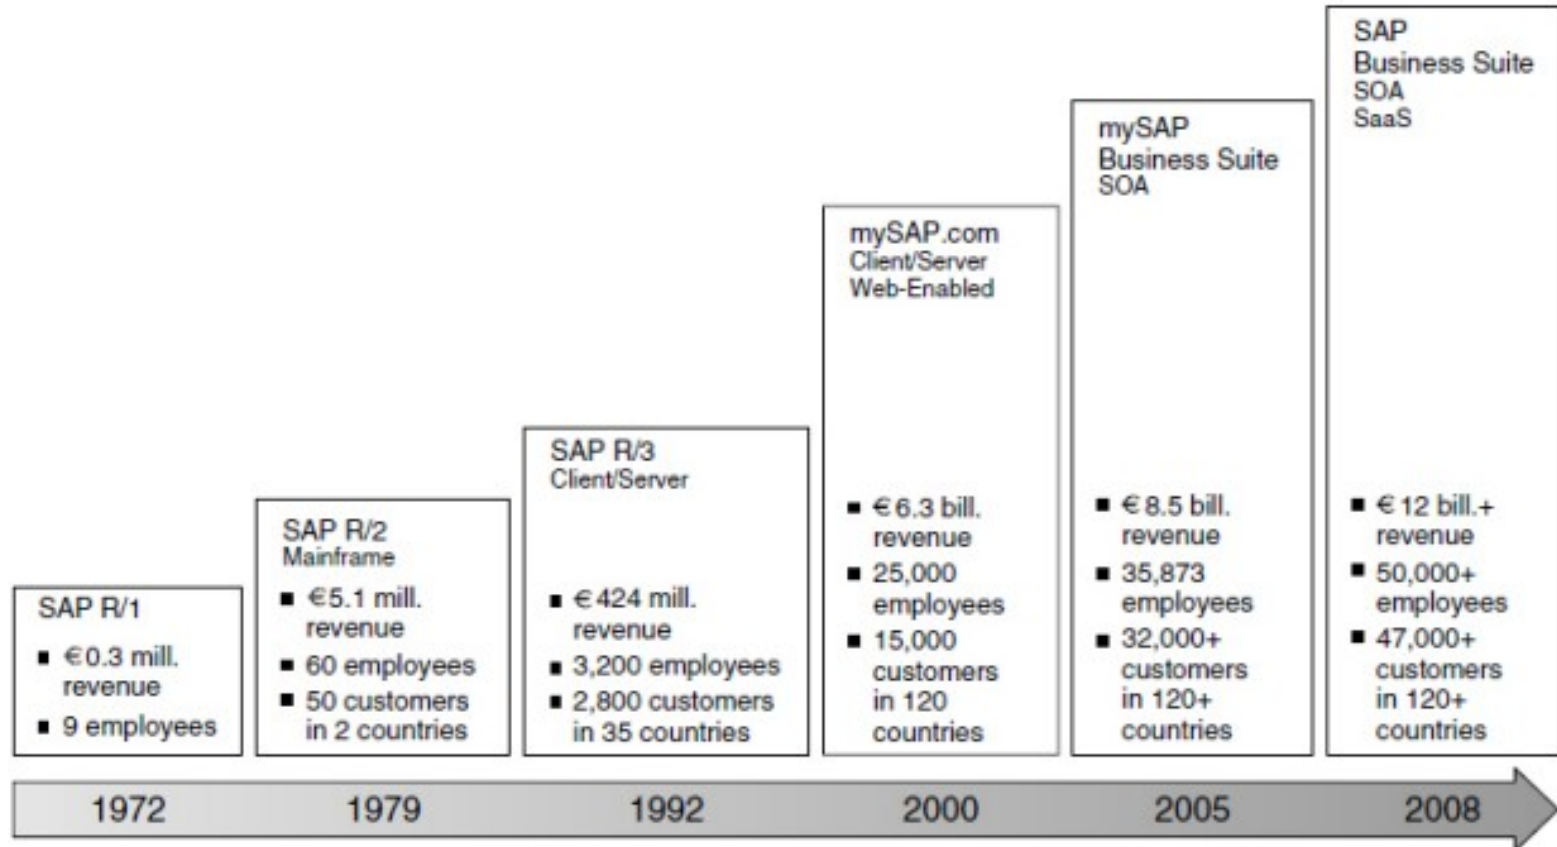 SAP R/1
■ €0.3 mill.
revenue
■ 9 employees
SAP R/2
Mainframe
■ €5.1 mill.
revenue
■ 60 employees
■ 50 customers
in 2 countries
SAP R/3
Client/Server
■ €424 mill.
revenue
■ 3,200 employees
■ 2,800 customers
in 35 countries
mySAP.com
Client/Server
Web-Enabled
■ €6.3 bill.
revenue
■ 25,000
employees
■ 15,000
customers
in 120
countries
mySAP
Business Suite
SOA
■ €8.5 bill.
revenue
■ 35,873
employees
■ 32,000+
customers
in 120+
countries
SAP
Business Suite
SOA
SaaS
■ €12 bill.+
revenue
■ 50,000+
employees
■ 47,000+
customers
in 120+
countries
1972 1979 1992 2000 2005 2008